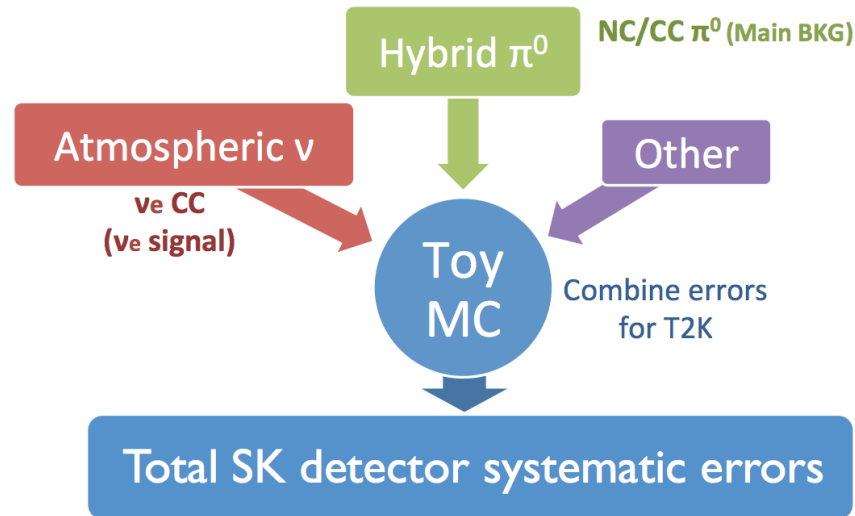 Hybrid π⁰
NC/CC π⁰ (Main BKG)
Atmospheric ν
νe CC
(νe signal)
Other
Toy
MC
Combine errors
for T2K
Total SK detector systematic errors